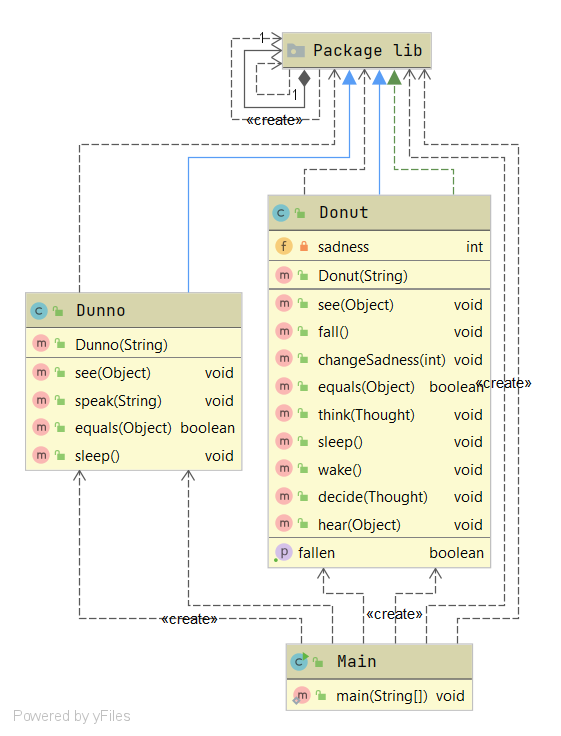 1
Package lib
1
«create»
Donut
sadness int
Donut(String)
see(Object) void
fall() void
changeSadness(int) void
equals(Object) boolean
think(Thought) void
sleep() void
wake() void
decide(Thought) void
hear(Object) void
fallen boolean
«create»
Dunno
Dunno(String)
see(Object) void
speak(String) void
equals(Object) boolean
sleep() void
«create»
«create»
Main
main(String[]) void
Powered by yFiles